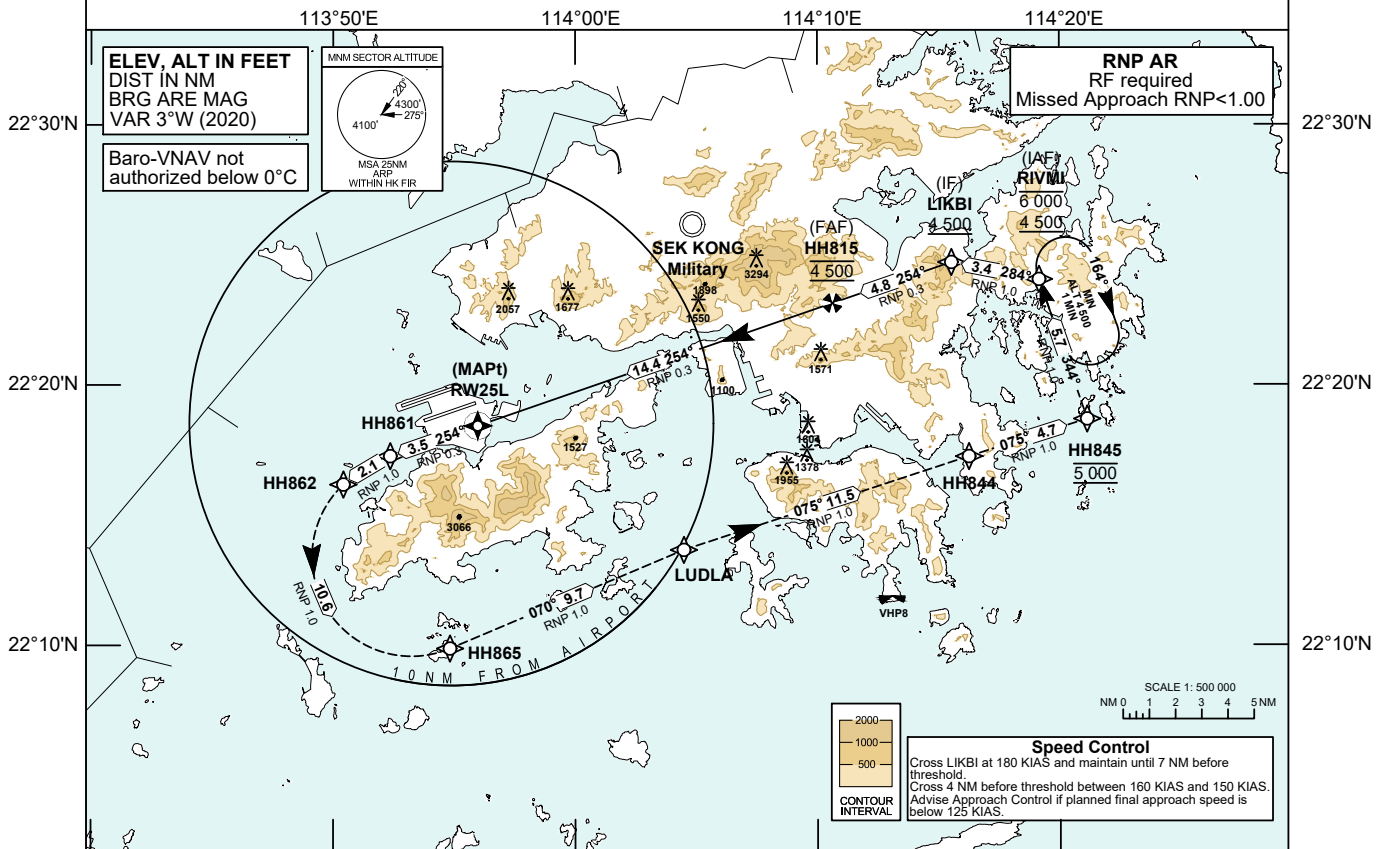 113°50'E
114°00'E
114°10'E
114°20'E
ELEV, ALT IN FEET
DIST IN NM
BRG ARE MAG
VAR 3°W (2020)
Baro-VNAV not
authorized below 0°C
MNM SECTOR ALTITUDE
220°
4300'
275°
4100'
MSA 25NM
ARP
WITHIN HK FIR
RNP AR
RF required
Missed Approach RNP<1.00
22°30'N
22°30'N
(IAF)
RIVMI
6 000
4 500
(IF)
LIKBI
4 500
(FAF)
HH815
4 500
SEK KONG
Military
3294
1898
1550
2057
1677
4.8 254°
RNP 0.3
3.4 284°
RNP 1.0
164°
MIN
ALT 4 500
1 MIN
5.7 344°
RNP 1.0
1571
14.4 254°
RNP 0.3
1100
22°20'N
22°20'N
(MAPt)
RW25L
HH861
3.5 254°
RNP 0.3
2.1
RNP 1.0
HH862
1527
3066
1604
1378
1955
075° 4.7
RNP 1.0
HH845
5 000
HH844
075° 11.5
RNP 1.0
LUDLA
10.6
RNP 1.0
070° 9.7
RNP 1.0
VHP8
HH865
10NM FROM AIRPORT
22°10'N
22°10'N
SCALE 1: 500 000
NM 0 1 2 3 4 5 NM
2000
1000
500
CONTOUR
INTERVAL
Speed Control
Cross LIKBI at 180 KIAS and maintain until 7 NM before
threshold.
Cross 4 NM before threshold between 160 KIAS and 150 KIAS.
Advise Approach Control if planned final approach speed is
below 125 KIAS.